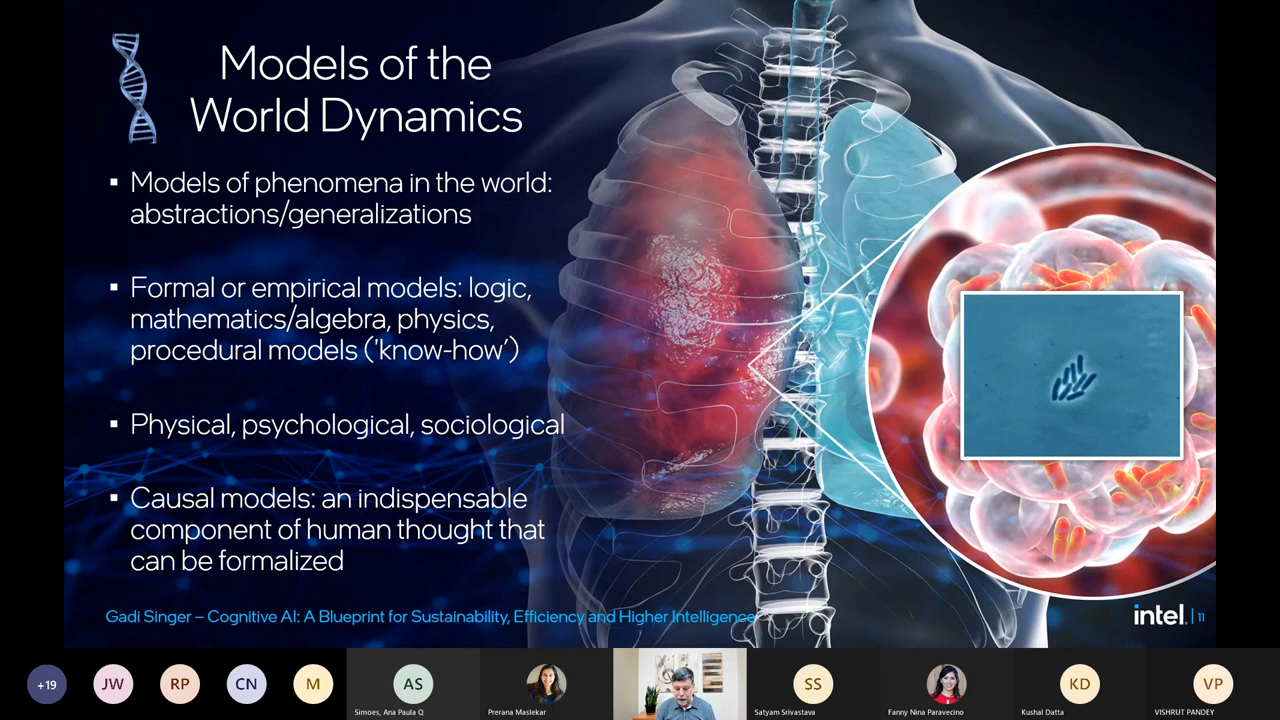 Models of the
World Dynamics
▪ Models of phenomena in the world:
abstractions/generalizations
▪ Formal or empirical models: logic,
mathematics/algebra, physics,
procedural models ('know-how')
▪ Physical, psychological, sociological
▪ Causal models: an indispensable
component of human thought that
can be formalized
Gadi Singer – Cognitive AI: A Blueprint for Sustainability, Efficiency and Higher Intelligence
intel. | 11
+19
JW
RP
CN
M
AS
Simoes, Ana Paula Q
Prerana Maslekar
SS
Satyam Srivastava
Fanny Nina Paravecino
KD
Kushal Datta
VP
VISHRUT PANDEY